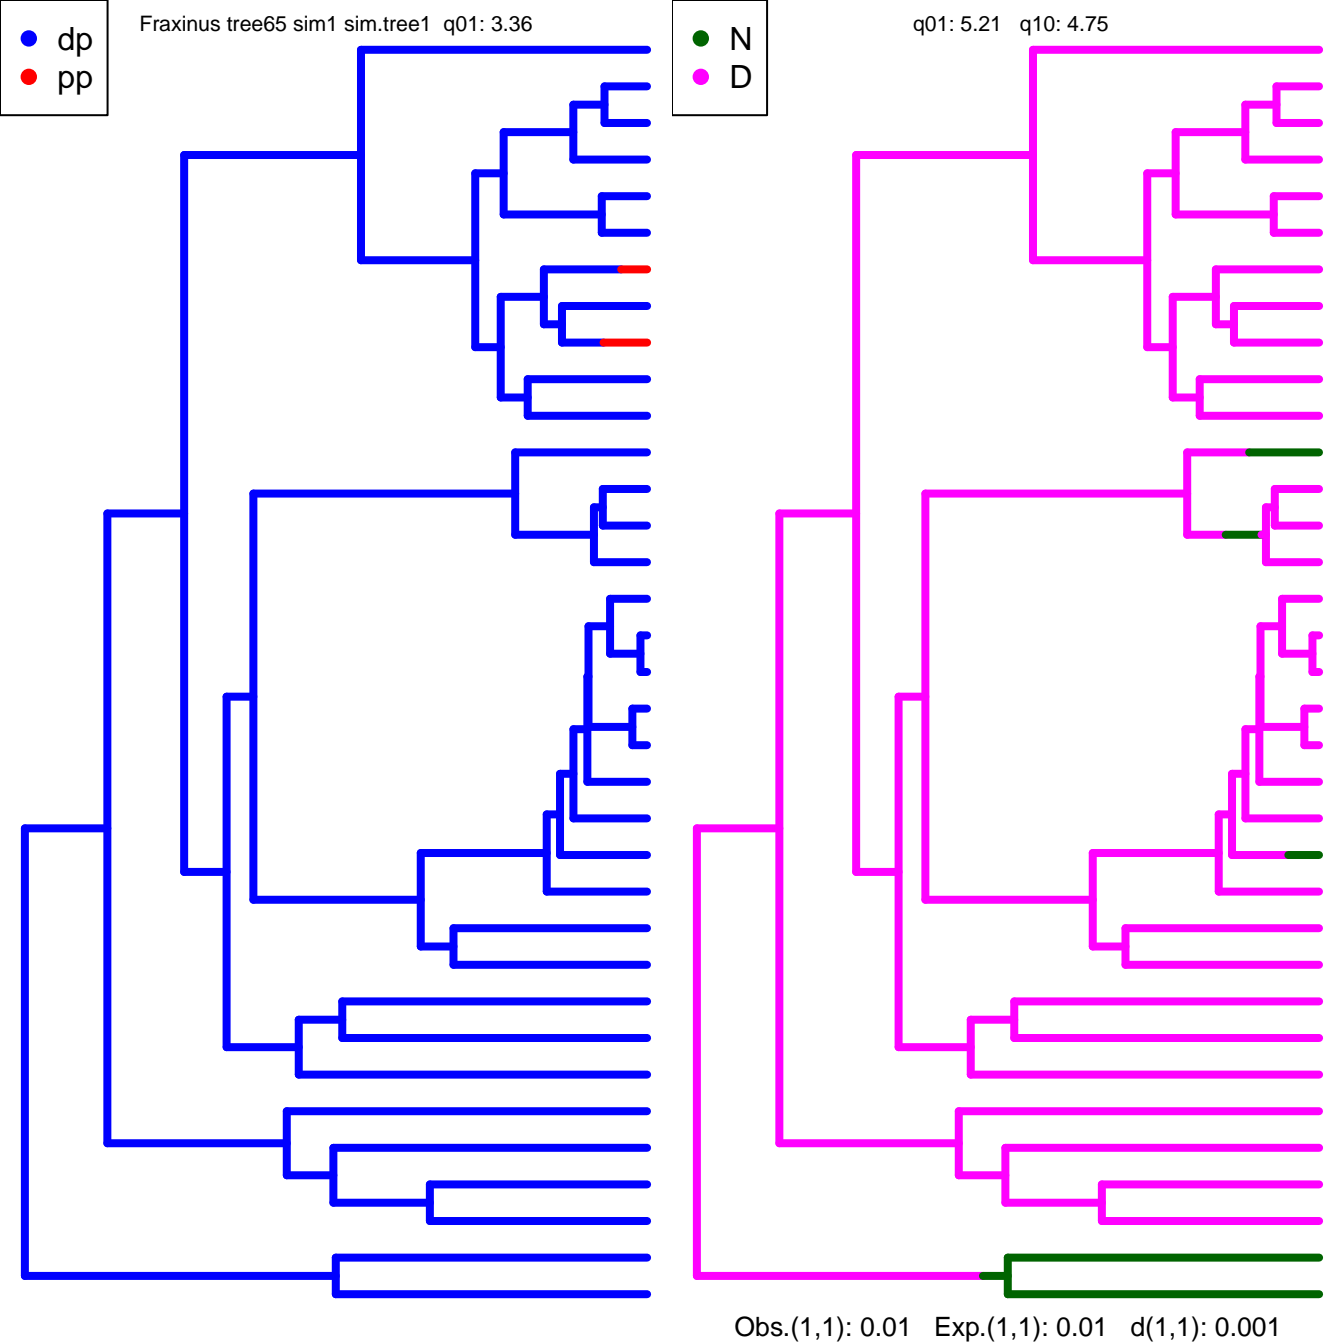 Fraxinus tree65 sim1 sim.tree1  q01: 3.36
dp
pp
q01: 5.21   q10: 4.75
N
D
Obs.(1,1): 0.01    Exp.(1,1): 0.01    d(1,1): 0.001